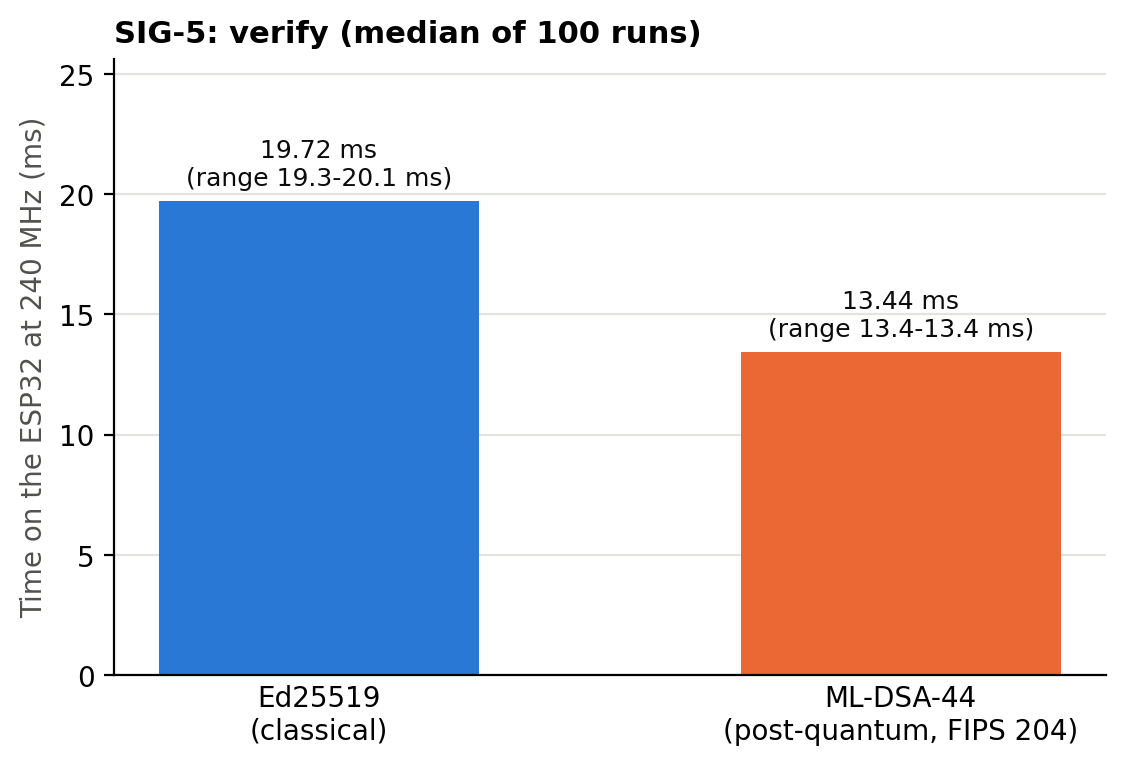 SIG-5: verify (median of 100 runs)
Time on the ESP32 at 240 MHz (ms)
25
20
15
10
5
0
19.72 ms
(range 19.3-20.1 ms)
13.44 ms
(range 13.4-13.4 ms)
Ed25519
(classical)
ML-DSA-44
(post-quantum, FIPS 204)